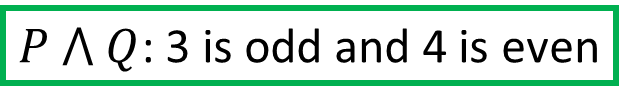 P ∧ Q: 3 is odd and 4 is even